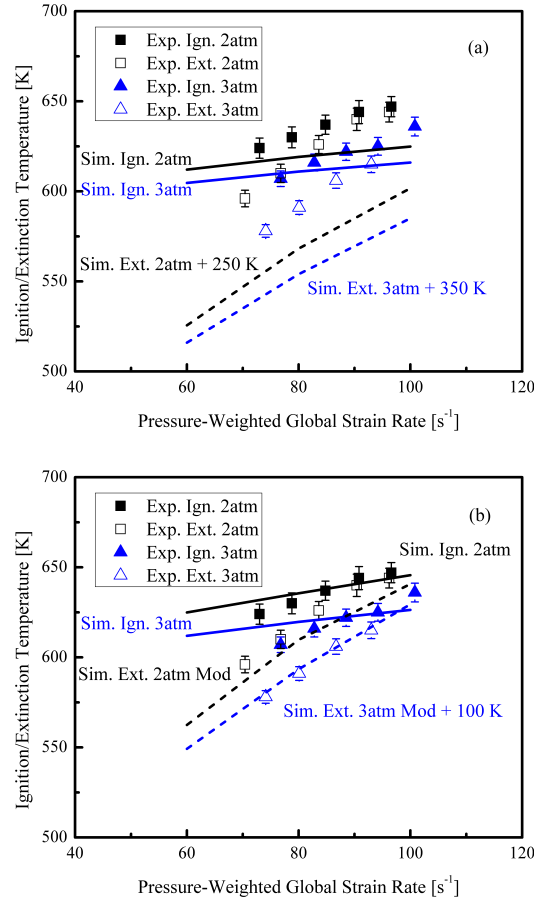 700
(a)
Exp. Ign. 2atm
Exp. Ext. 2atm
Exp. Ign. 3atm
Exp. Ext. 3atm
650
Sim. Ign. 2atm
Sim. Ign. 3atm
600
Sim. Ext. 2atm + 250 K
Sim. Ext. 3atm + 350 K
550
500
40 60 80 100 120
Ignition/Extinction Temperature [K]
Pressure-Weighted Global Strain Rate [s-1]
700
(b)
Exp. Ign. 2atm
Exp. Ext. 2atm
Exp. Ign. 3atm
Exp. Ext. 3atm
Sim. Ign. 2atm
650
Sim. Ign. 3atm
600
Sim. Ext. 2atm Mod
Sim. Ext. 3atm Mod + 100 K
550
500
40 60 80 100 120
Ignition/Extinction Temperature [K]
Pressure-Weighted Global Strain Rate [s-1]